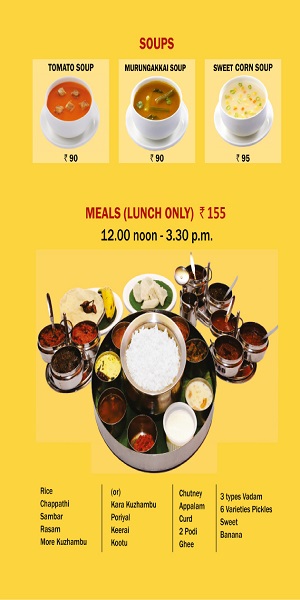 SOUPS
TOMATO SOUP
MURUNGAKKAI SOUP
SWEET CORN SOUP
₹ 90
₹ 90
₹ 95
MEALS (LUNCH ONLY) ₹ 155
12.00 noon - 3.30 p.m.
Rice
Chappathi
Sambar
Rasam
More Kuzhambu
(or)
Kara Kuzhambu
Poriyal
Keerai
Kootu
Chutney
Appalam
Curd
2 Podi
Ghee
3 types Vadam
6 Varieties Pickles
Sweet
Banana